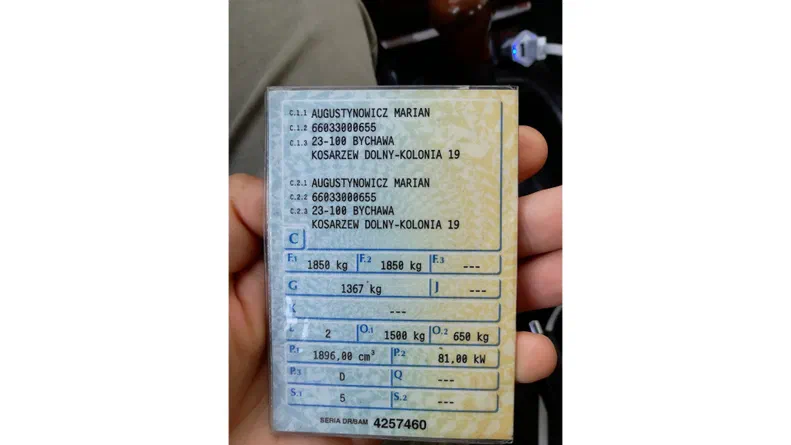 C.1.1 AUGUSTYNOWICZ MARIAN
C.1.2 66033000655
C.1.3 23-100 BYCHAWA
KOSARZEW DOLNY-KOLONIA 19
C.2.1 AUGUSTYNOWICZ MARIAN
C.2.2 66033000655
C.2.3 23-100 BYCHAWA
KOSARZEW DOLNY-KOLONIA 19
C
F.1 1850 kg F.2 1850 kg F.3 ---
G 1367 kg J ---
---
2 O.1 1500 kg O.2 650 kg
P.1 1896,00 cm³ P.2 81,00 kW
P.3 D Q ---
S.1 5 S.2 ---
SERIA DR/BAM 4257460